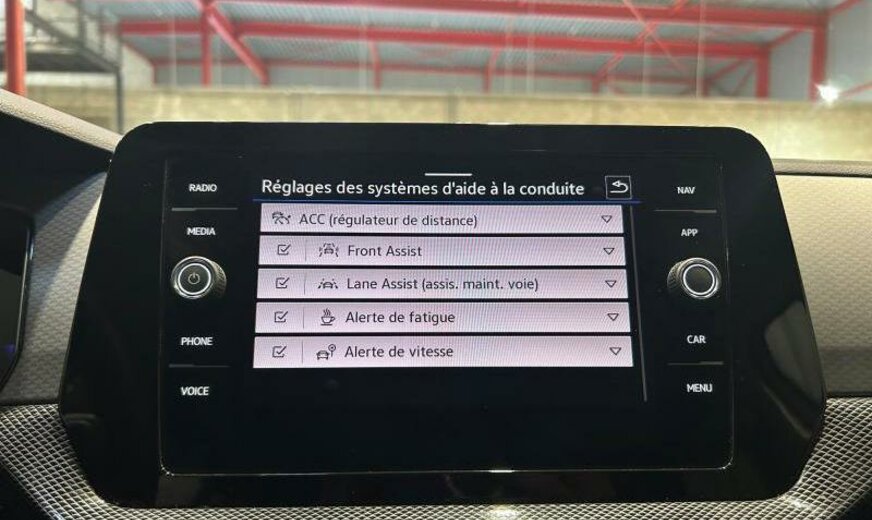 RADIO
MEDIA
PHONE
VOICE
Réglages des systèmes d'aide à la conduite
ACC (régulateur de distance)
Front Assist
Lane Assist (assis. maint. voie)
Alerte de fatigue
Alerte de vitesse
NAV
APP
CAR
MENU